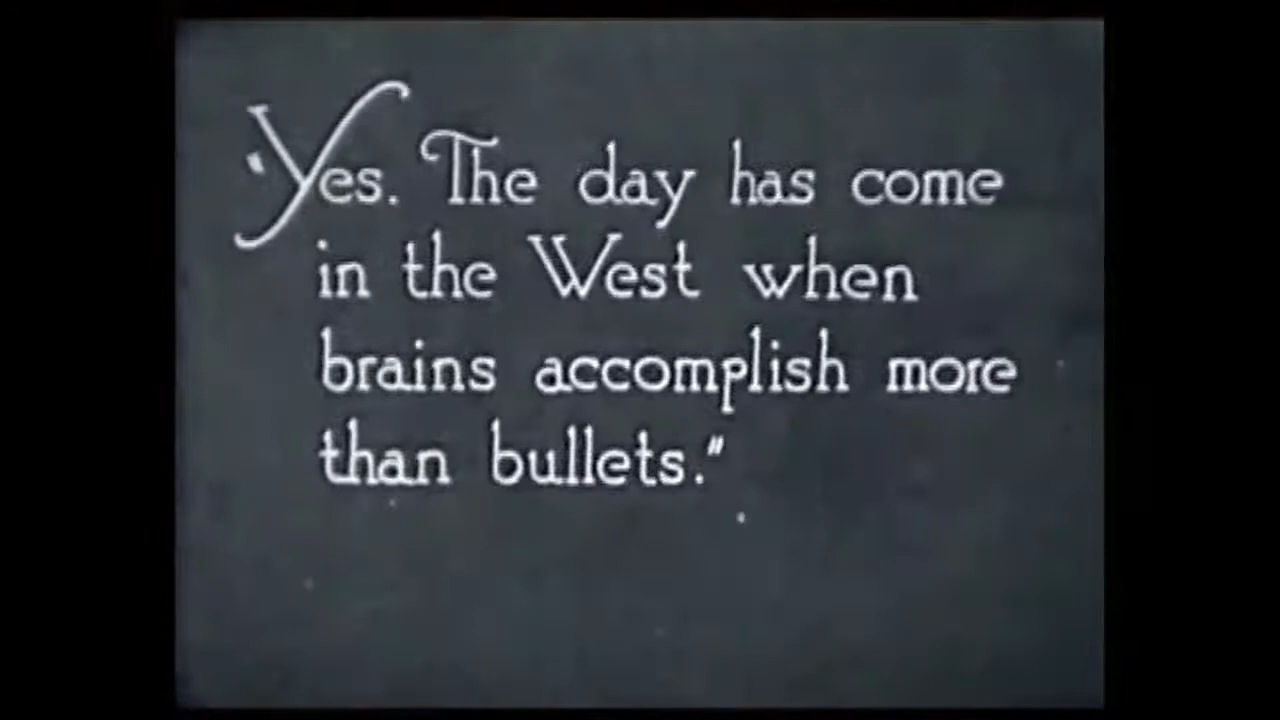 "Yes. The day has come
in the West when
brains accomplish more
than bullets."